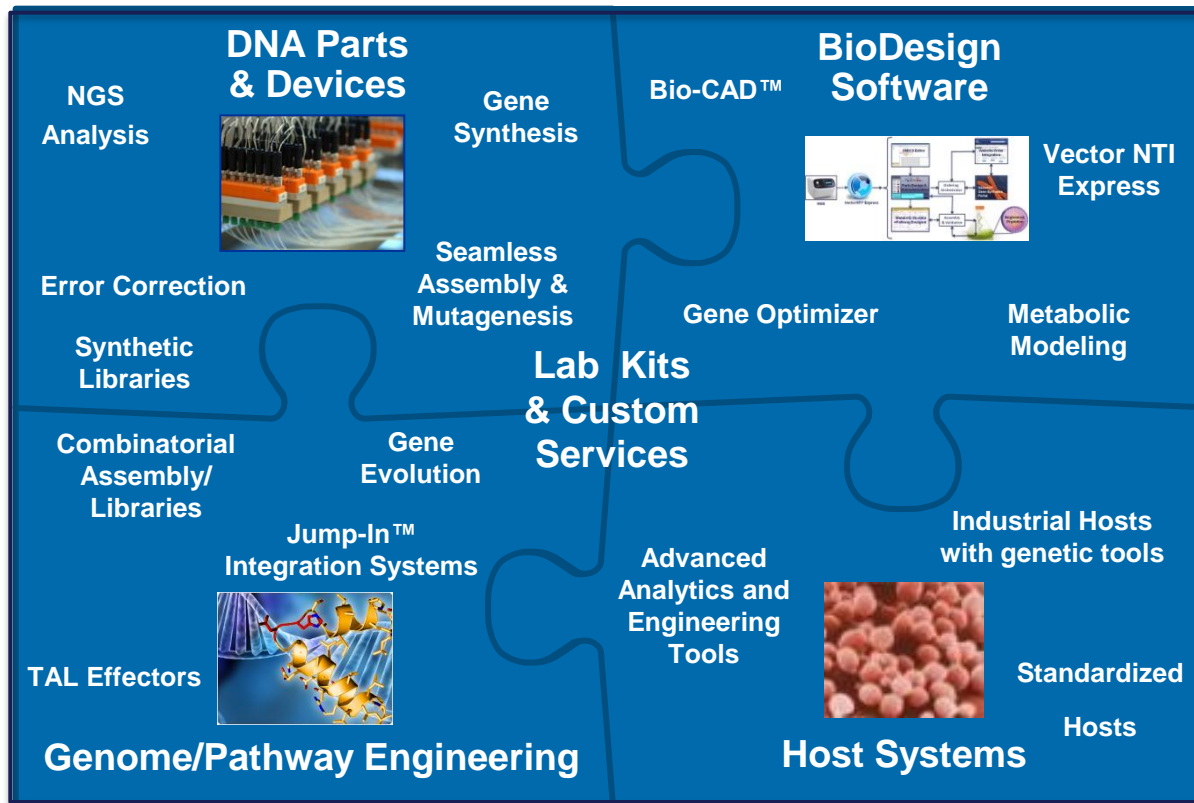 DNA Parts
& Devices
NGS
Analysis
Gene
Synthesis
Error Correction
Seamless
Assembly &
Mutagenesis
Synthetic
Libraries
BioDesign
Software
Bio-CAD™
Vector NTI
Express
Gene Optimizer
Metabolic
Modeling
Lab Kits
& Custom
Services
Combinatorial
Assembly/
Libraries
Gene
Evolution
Jump-In™
Integration Systems
TAL Effectors
Genome/Pathway Engineering
Industrial Hosts
with genetic tools
Advanced
Analytics and
Engineering
Tools
Standardized
Hosts
Host Systems